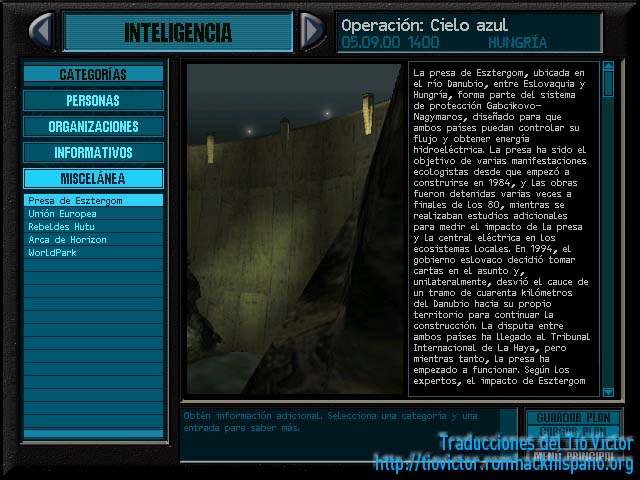 INTELIGENCIA
Operación: Cielo azul
05.09.00 1400 HUNGRÍA
CATEGORÍAS
PERSONAS
ORGANIZACIONES
INFORMATIVOS
MISCELÁNEA
Presa de Esztergom
Unión Europea
Rebeldes Hutu
Arca de Horizon
WorldPark
La presa de Esztergom, ubicada en
el río Danubio, entre Eslovaquia y
Hungría, forma parte del sistema
de protección Gabcikovo-
Nagymaros, diseñado para que
ambos países puedan controlar su
flujo y obtener energía
hidroeléctrica. La presa ha sido el
objetivo de varias manifestaciones
ecologistas desde que empezó a
construirse en 1984, y las obras
fueron detenidas varias veces a
finales de los 80, mientras se
realizaban estudios adicionales
para medir el impacto de la presa
y la central eléctrica en los
ecosistemas locales. En 1994, el
gobierno eslovaco decidió tomar
cartas en el asunto y,
unilateralmente, desvió el cauce de
un tramo de cuarenta kilómetros
del Danubio hacia su propio
territorio para continuar la
construcción. La disputa entre
ambos países ha llegado al Tribunal
Internacional de La Haya, pero
mientras tanto, la presa ha
empezado a funcionar. Según los
expertos, el impacto de Esztergom
Obtén información adicional. Selecciona una categoría y una
entrada para saber más.
GUARDAR PLAN
CARGAR PLAN
MENÚ PRINCIPAL
Traducciones del Tío Víctor
http://tiovictor.romhackhispano.org